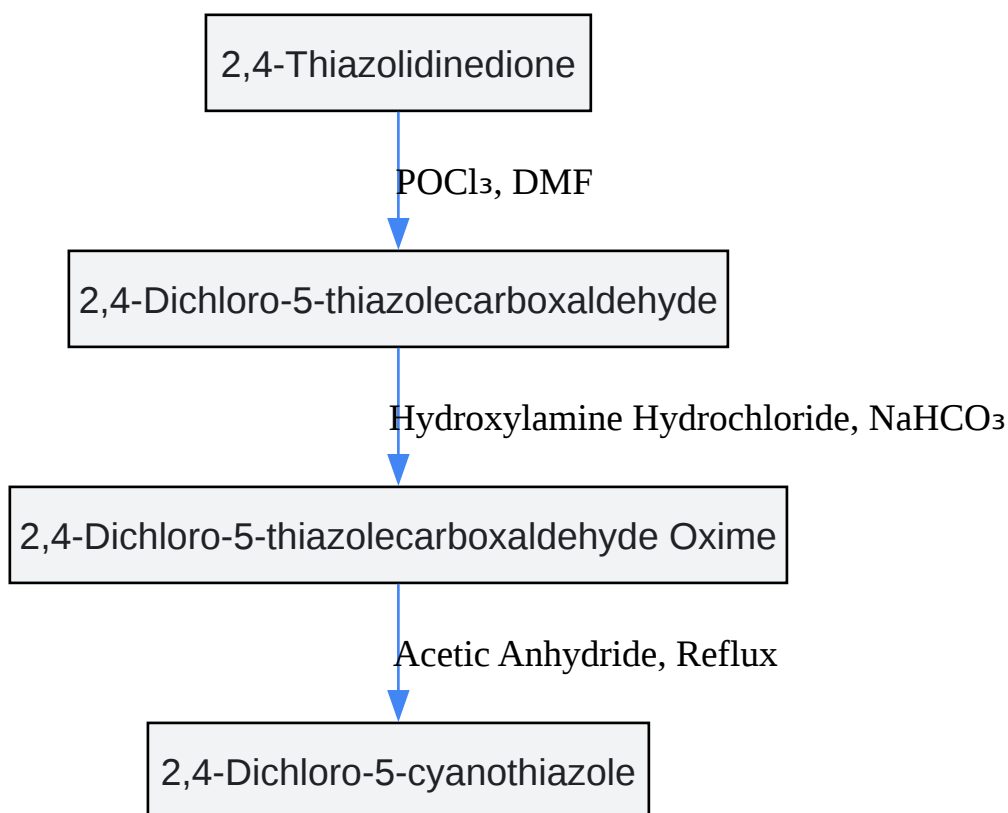 2,4-Thiazolidinedione
POCl₃, DMF
2,4-Dichloro-5-thiazolecarboxaldehyde
Hydroxylamine Hydrochloride, NaHCO₃
2,4-Dichloro-5-thiazolecarboxaldehyde Oxime
Acetic Anhydride, Reflux
2,4-Dichloro-5-cyanothiazole